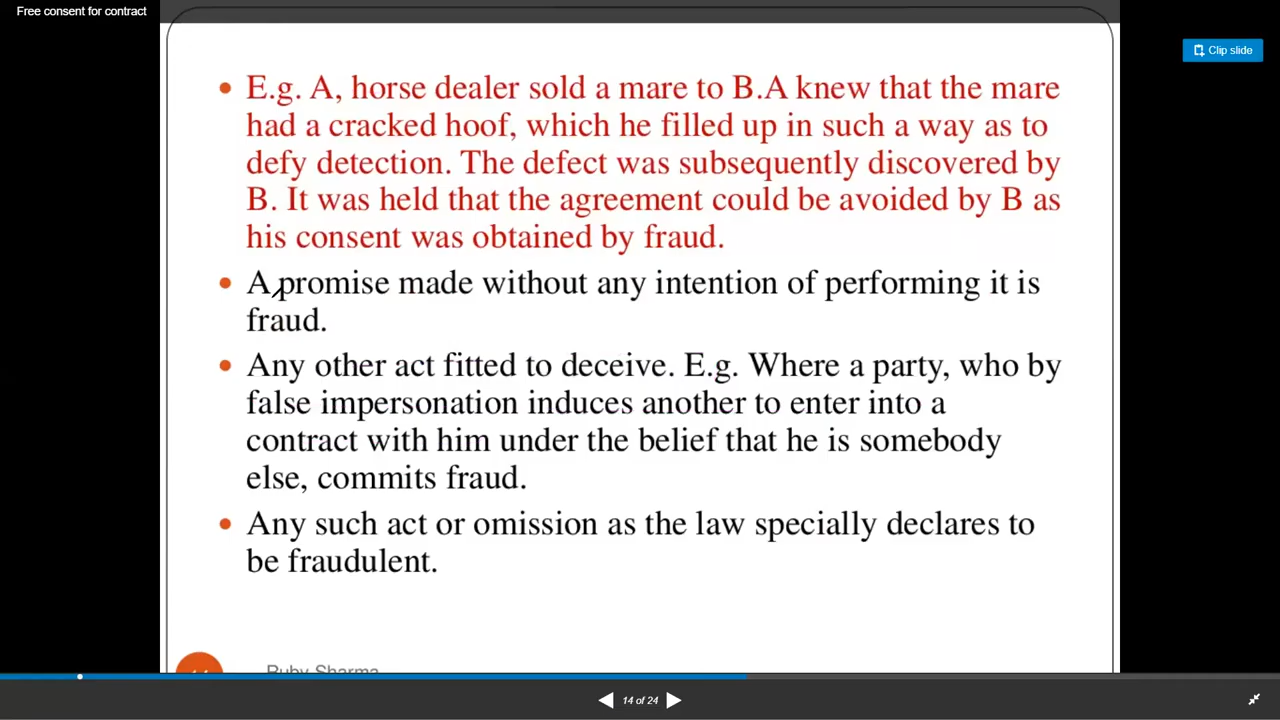 Free consent for contract
Clip slide
• E.g. A, horse dealer sold a mare to B.A knew that the mare
had a cracked hoof, which he filled up in such a way as to
defy detection. The defect was subsequently discovered by
B. It was held that the agreement could be avoided by B as
his consent was obtained by fraud.
• A promise made without any intention of performing it is
fraud.
• Any other act fitted to deceive. E.g. Where a party, who by
false impersonation induces another to enter into a
contract with him under the belief that he is somebody
else, commits fraud.
• Any such act or omission as the law specially declares to
be fraudulent.
Ruby Sharma
14 of 24